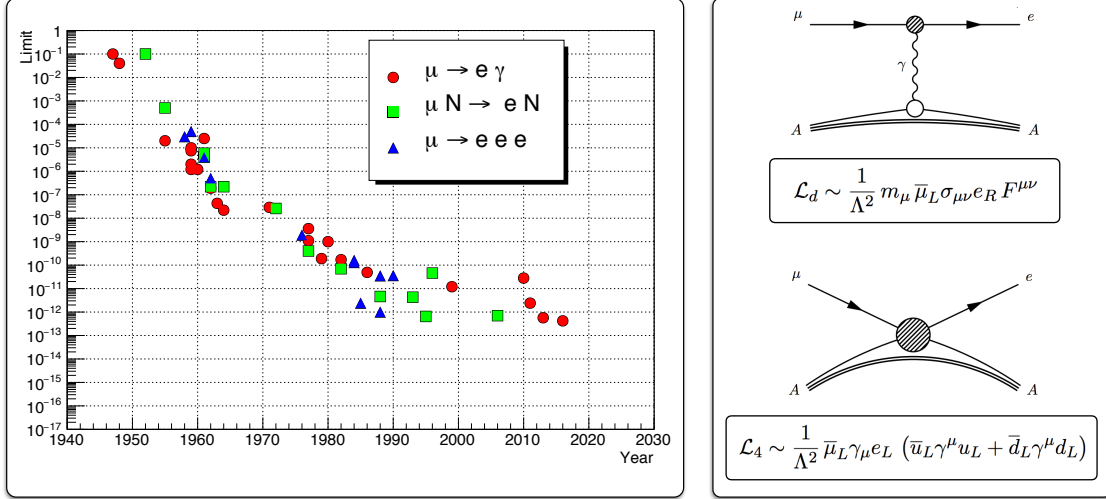 Limit
1
10⁻¹
10⁻²
10⁻³
10⁻⁴
10⁻⁵
10⁻⁶
10⁻⁷
10⁻⁸
10⁻⁹
10⁻¹⁰
10⁻¹¹
10⁻¹²
10⁻¹³
10⁻¹⁴
10⁻¹⁵
10⁻¹⁶
10⁻¹⁷
1940 1950 1960 1970 1980 1990 2000 2010 2020 2030
Year
μ → e γ
μ N → e N
μ → e e e
μ e
γ
A A
ℒ_d ∼ 1/Λ² m_μ μ̅_L σ_μν e_R F^μν
μ e
A A
ℒ₄ ∼ 1/Λ² μ̅_L γ_μ e_L (u̅_L γ^μ u_L + d̅_L γ^μ d_L)